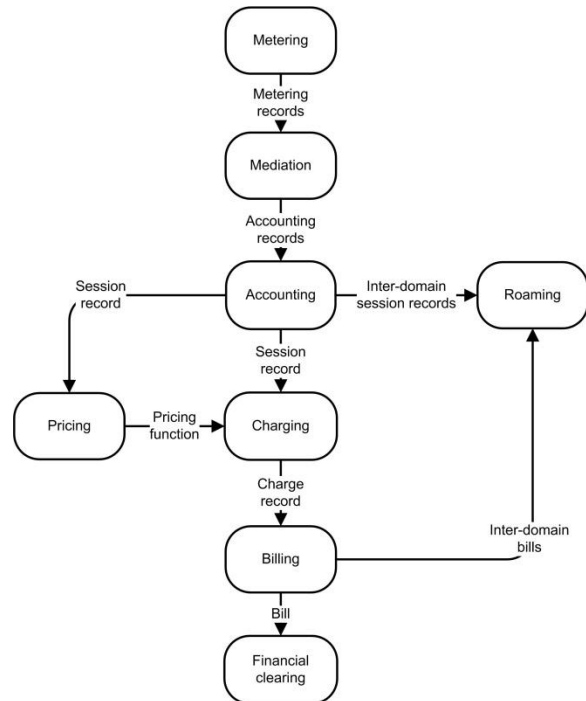 Metering
Metering
records
Mediation
Accounting
records
Session
record
Accounting
Inter-domain
session records
Roaming
Session
record
Pricing
Pricing
function
Charging
Charge
record
Inter-domain
bills
Billing
Bill
Financial
clearing